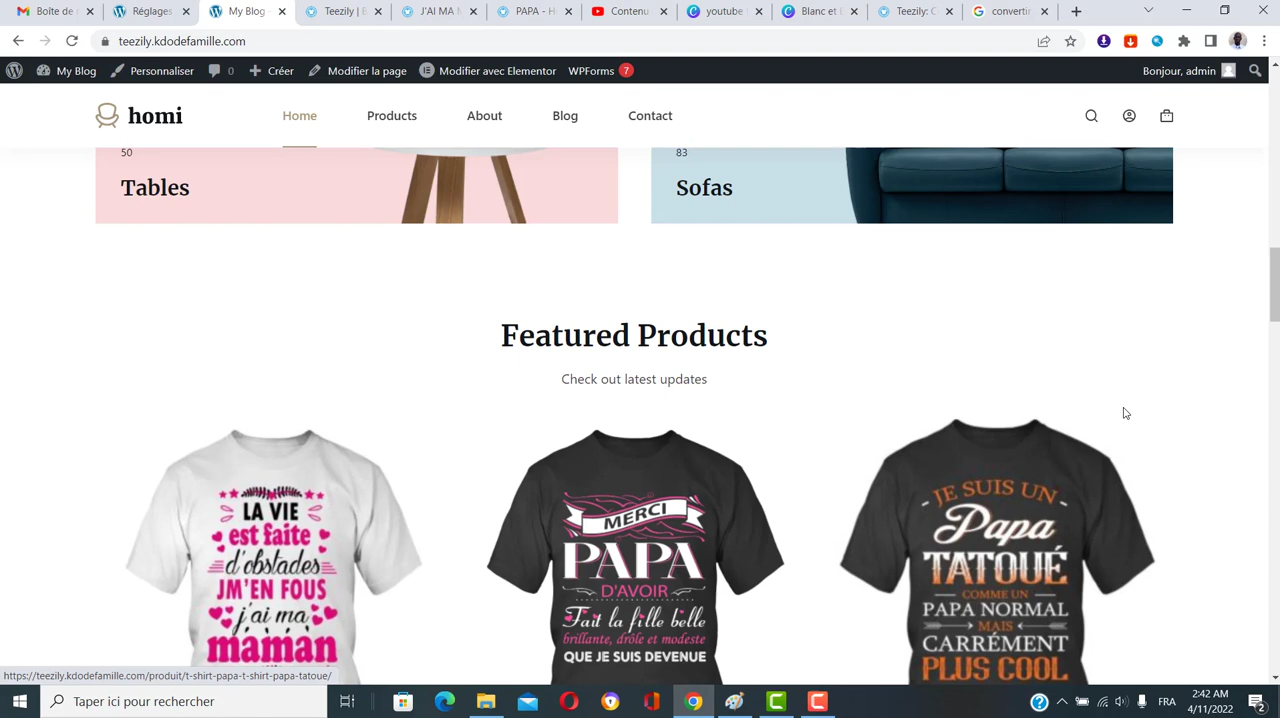 Boîte de
Réglages
My Blog -
Teezily | B
J'AI MA M
PAPA - H
Contenu
youtube t
Blanc et B
Teezily: C
convertir
teezily.kdodefamille.com
My Blog
Personnaliser
0
Créer
Modifier la page
Modifier avec Elementor
WPForms 7
Bonjour, admin
homi
Home
Products
About
Blog
Contact
50
Tables
83
Sofas
Featured Products
Check out latest updates
LA VIE
est faite
d'obstacles
JM'EN FOUS
j'ai ma
maman
MERCI
PAPA
D'AVOIR
Fait la fille belle
brillante, drôle et modeste
QUE JE SUIS DEVENUE
JE SUIS UN
Papa
TATOUÉ
COMME UN
PAPA NORMAL
MAIS
CARRÉMENT
PLUS COOL
https://teezily.kdodefamille.com/produit/t-shirt-papa-t-shirt-papa-tatoue/
Taper ici pour rechercher
FRA
2:42 AM
4/11/2022
2